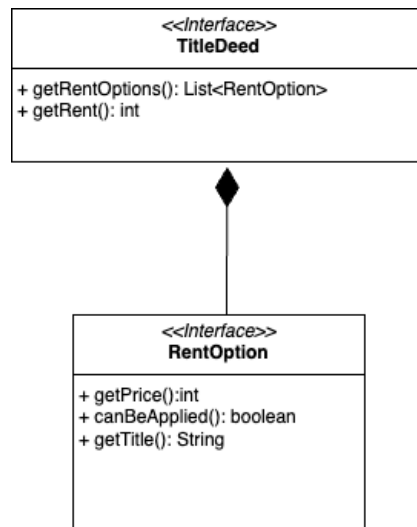 <<Interface>>
TitleDeed
+ getRentOptions(): List<RentOption>
+ getRent(): int
<<Interface>>
RentOption
+ getPrice():int
+ canBeApplied(): boolean
+ getTitle(): String